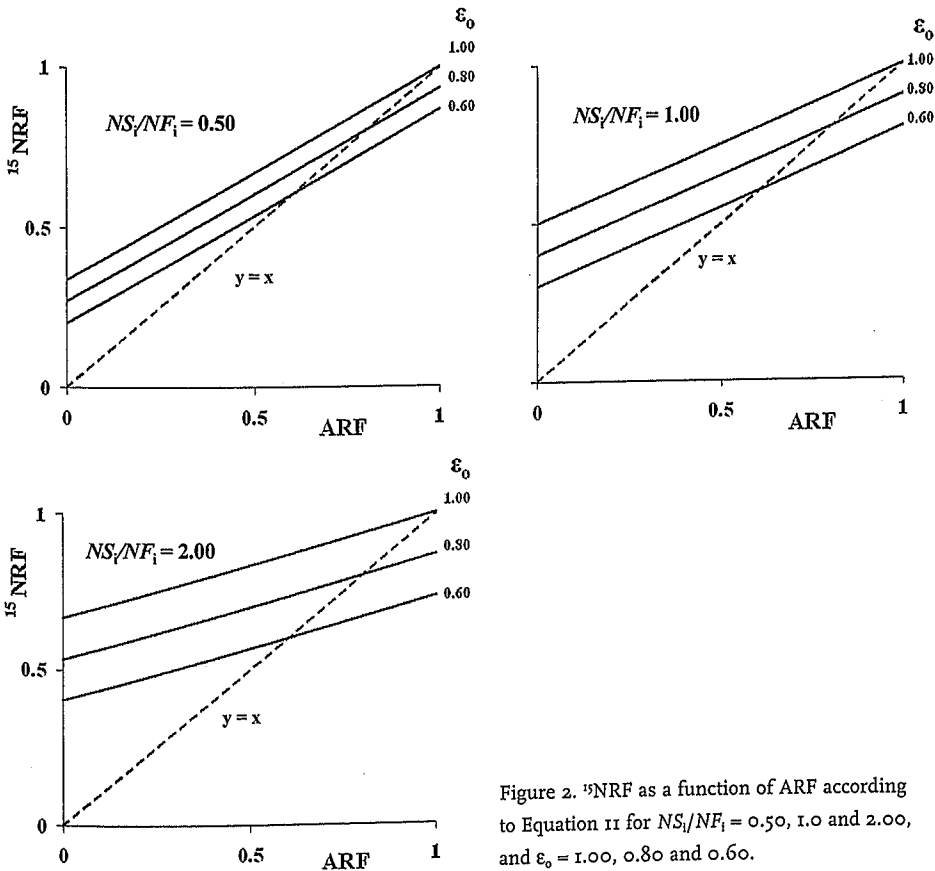 ε₀
1.00
0.80
0.60
1
NSᵢ/NFᵢ = 0.50
¹⁵NRF
0.5
y = x
0
0
0.5
1
ARF
ε₀
1.00
0.80
0.60
NSᵢ/NFᵢ = 1.00
y = x
0
0.5
1
ARF
ε₀
1.00
0.80
0.60
1
NSᵢ/NFᵢ = 2.00
¹⁵NRF
0.5
y = x
0
0
0.5
1
ARF
Figure 2. ¹⁵NRF as a function of ARF according
to Equation 11 for NSᵢ/NFᵢ = 0.50, 1.0 and 2.00,
and ε₀ = 1.00, 0.80 and 0.60.